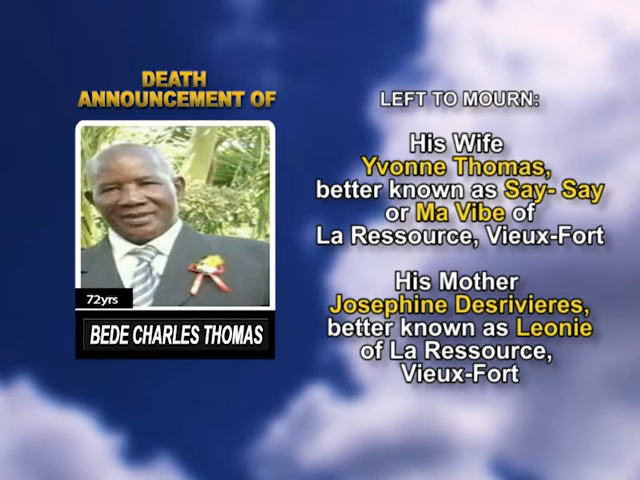 DEATH
ANNOUNCEMENT OF
72yrs
BEDE CHARLES THOMAS
LEFT TO MOURN:
His Wife
Yvonne Thomas,
better known as Say- Say
or Ma Vibe of
La Ressource, Vieux-Fort
His Mother
Josephine Desrivieres,
better known as Leonie
of La Ressource,
Vieux-Fort